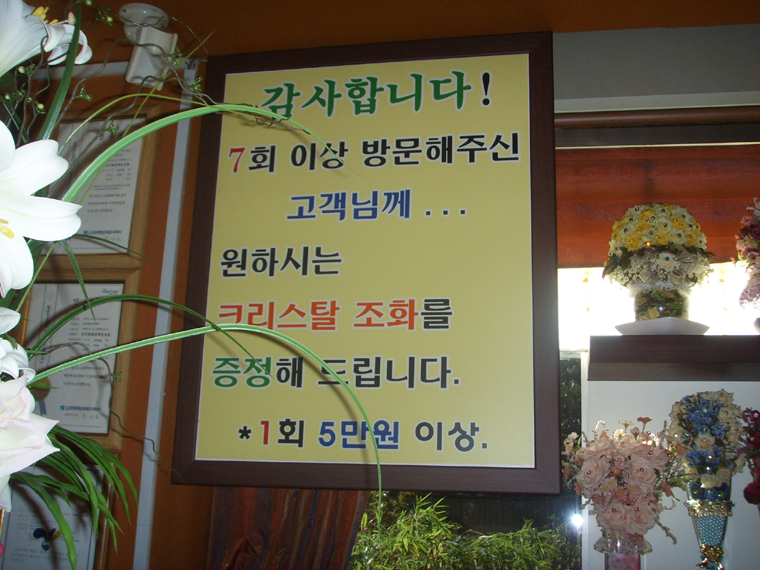 감사합니다!
7회 이상 방문해주신
고객님께 ...
원하시는
크리스탈 조화를
증정해 드립니다.
*1회 5만원 이상.